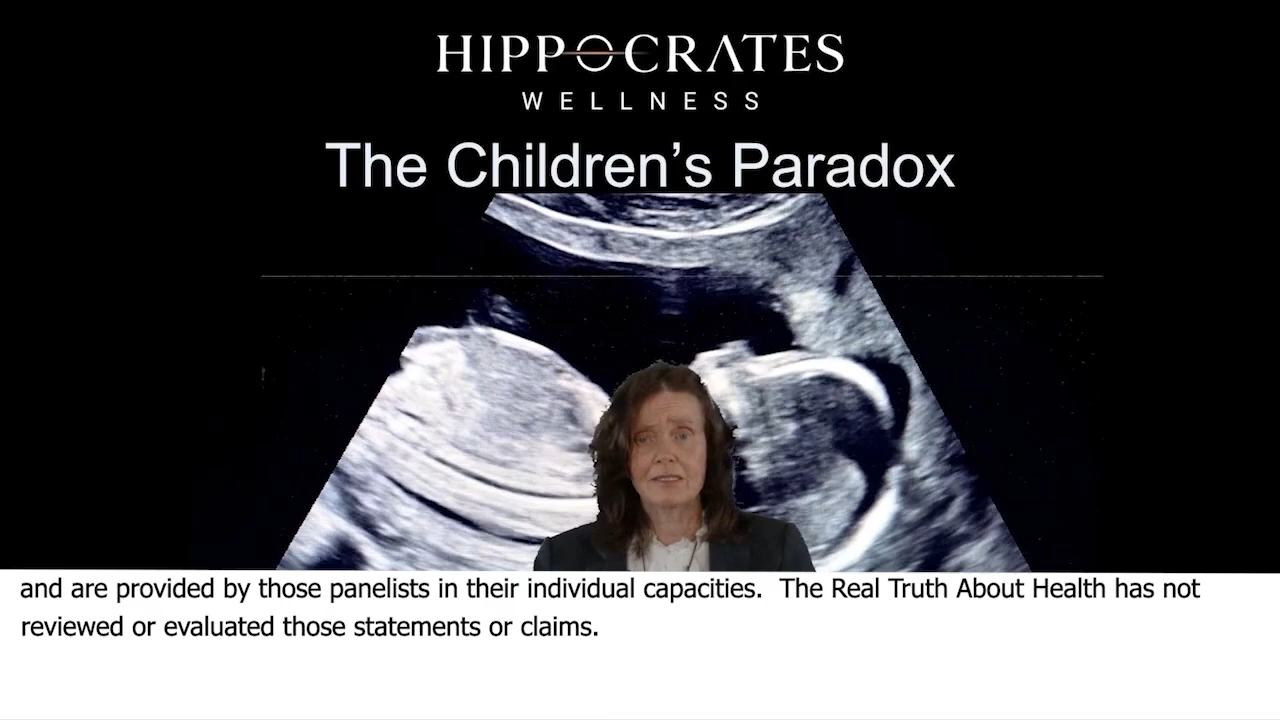 HIPPOCRATES
WELLNESS
The Children’s Paradox
and are provided by those panelists in their individual capacities.  The Real Truth About Health has not
reviewed or evaluated those statements or claims.